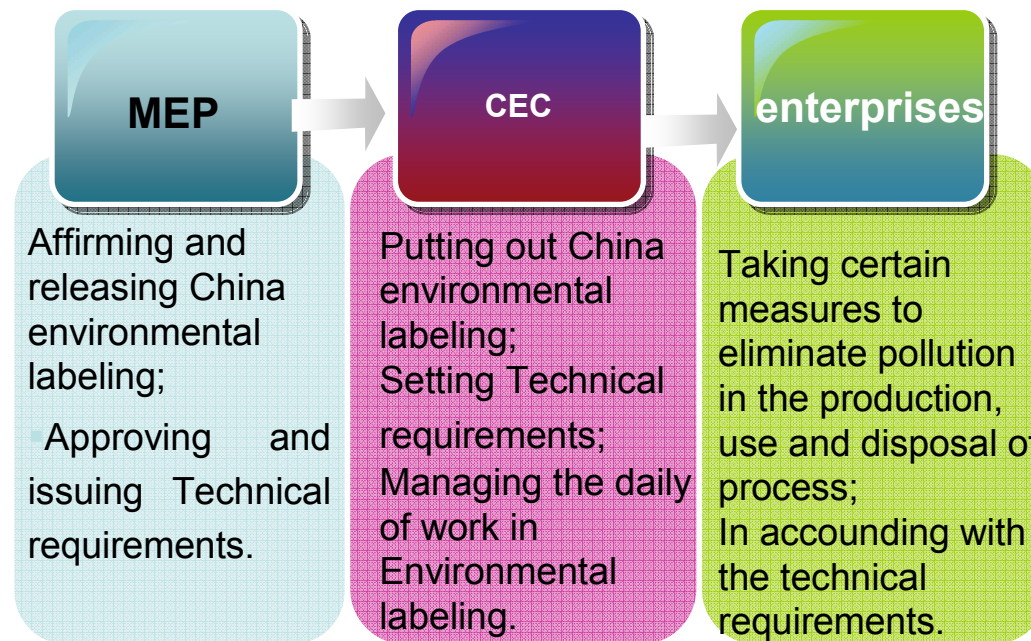 MEP
CEC
enterprises
Affirming and
releasing China
environmental
labeling;
▪Approving and
issuing Technical
requirements.
Putting out China
environmental
labeling;
Setting Technical
requirements;
Managing the daily
of work in
Environmental
labeling.
Taking certain
measures to
eliminate pollution
in the production,
use and disposal of
process;
In accounding with
the technical
requirements.